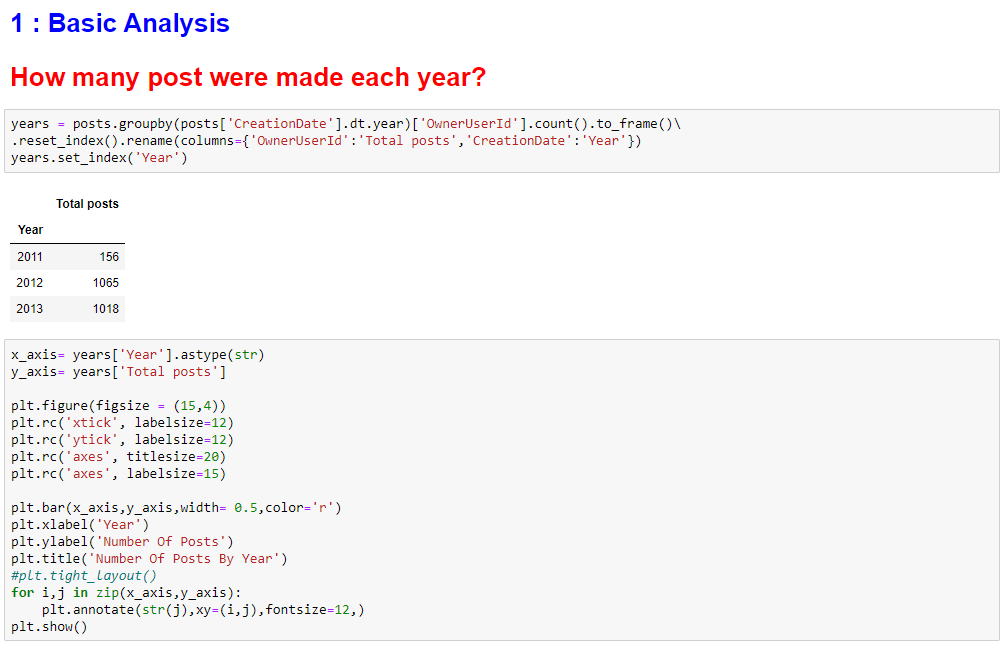 1 : Basic Analysis
How many post were made each year?
years = posts.groupby(posts['CreationDate'].dt.year)['OwnerUserId'].count().to_frame()\
.reset_index().rename(columns={'OwnerUserId':'Total posts','CreationDate':'Year'})
years.set_index('Year')
Total posts
Year
2011 156
2012 1065
2013 1018
x_axis= years['Year'].astype(str)
y_axis= years['Total posts']
plt.figure(figsize = (15,4))
plt.rc('xtick', labelsize=12)
plt.rc('ytick', labelsize=12)
plt.rc('axes', titlesize=20)
plt.rc('axes', labelsize=15)
plt.bar(x_axis,y_axis,width= 0.5,color='r')
plt.xlabel('Year')
plt.ylabel('Number Of Posts')
plt.title('Number Of Posts By Year')
#plt.tight_layout()
for i,j in zip(x_axis,y_axis):
    plt.annotate(str(j),xy=(i,j),fontsize=12,)
plt.show()